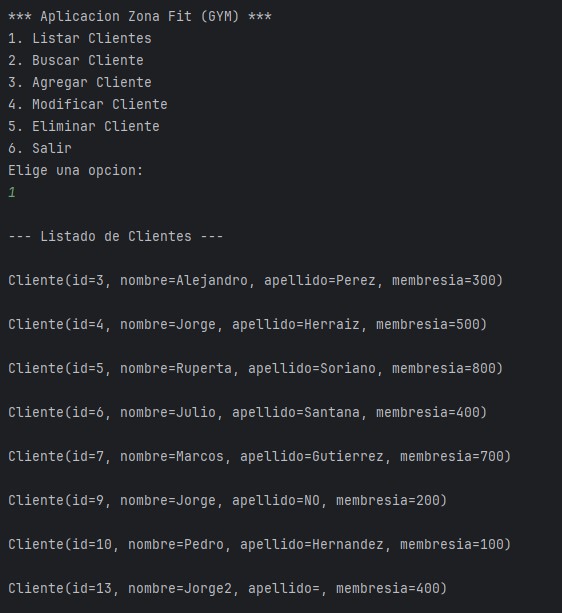 *** Aplicacion Zona Fit (GYM) ***
1. Listar Clientes
2. Buscar Cliente
3. Agregar Cliente
4. Modificar Cliente
5. Eliminar Cliente
6. Salir
Elige una opcion:
1
--- Listado de Clientes ---
Cliente(id=3, nombre=Alejandro, apellido=Perez, membresia=300)
Cliente(id=4, nombre=Jorge, apellido=Herraiz, membresia=500)
Cliente(id=5, nombre=Ruperta, apellido=Soriano, membresia=800)
Cliente(id=6, nombre=Julio, apellido=Santana, membresia=400)
Cliente(id=7, nombre=Marcos, apellido=Gutierrez, membresia=700)
Cliente(id=9, nombre=Jorge, apellido=NO, membresia=200)
Cliente(id=10, nombre=Pedro, apellido=Hernandez, membresia=100)
Cliente(id=13, nombre=Jorge2, apellido=, membresia=400)